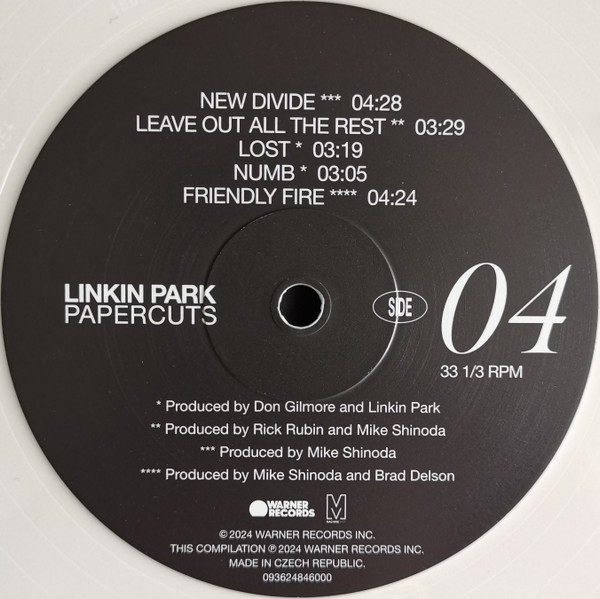 NEW DIVIDE *** 04:28
LEAVE OUT ALL THE REST ** 03:29
LOST * 03:19
NUMB * 03:05
FRIENDLY FIRE **** 04:24
LINKIN PARK
PAPERCUTS
SIDE 04
33 1/3 RPM
* Produced by Don Gilmore and Linkin Park
** Produced by Rick Rubin and Mike Shinoda
*** Produced by Mike Shinoda
**** Produced by Mike Shinoda and Brad Delson
WARNER
RECORDS
M
© 2024 WARNER RECORDS INC.
THIS COMPILATION ℗ 2024 WARNER RECORDS INC.
MADE IN CZECH REPUBLIC.
093624846000